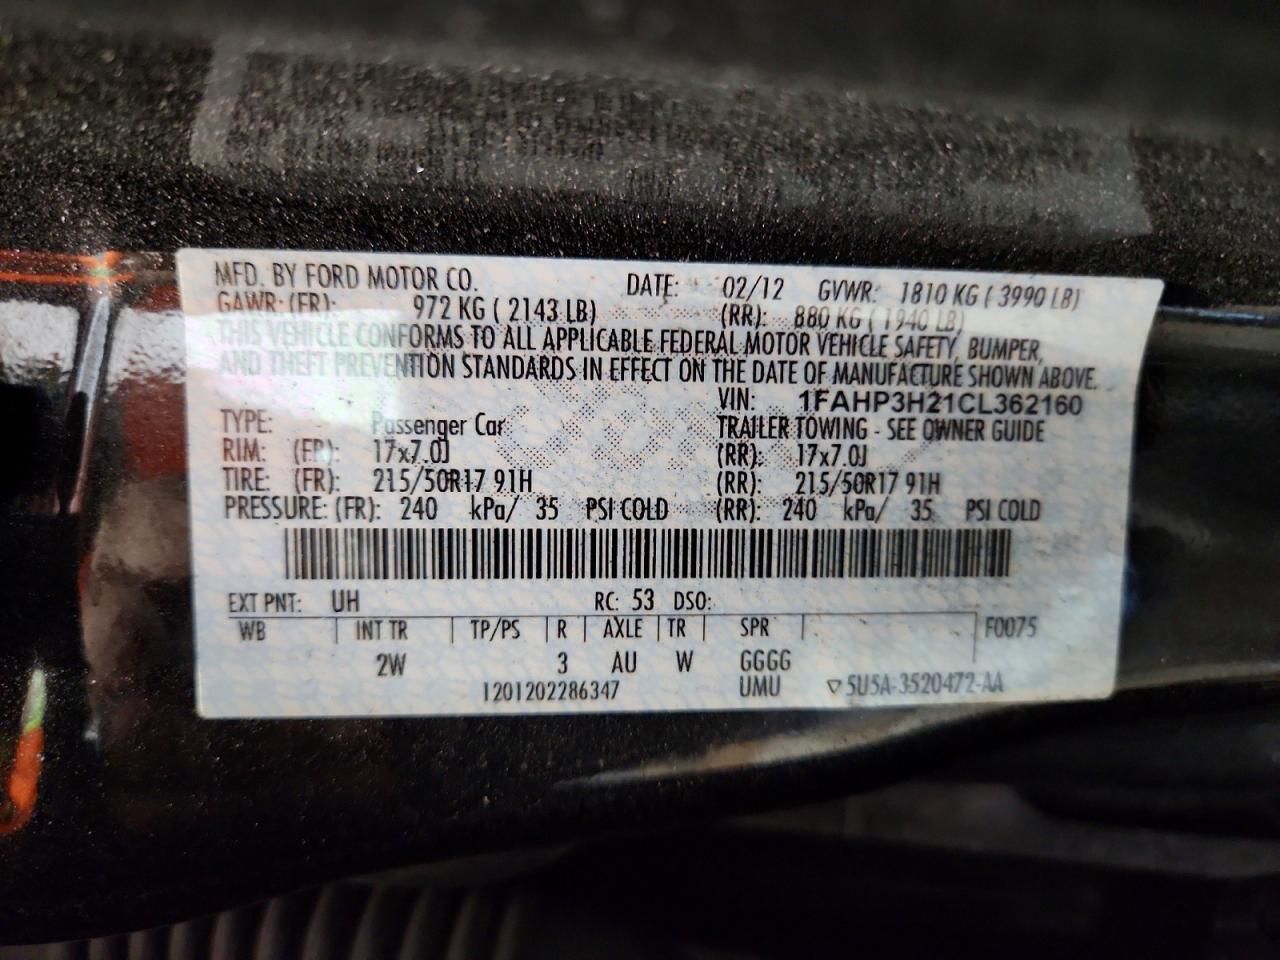 MFD. BY FORD MOTOR CO. DATE: 02/12 GVWR: 1810 KG ( 3990 LB)
GAWR: (FR): 972 KG ( 2143 LB) (RR): 880 KG ( 1940 LB)
THIS VEHICLE CONFORMS TO ALL APPLICABLE FEDERAL MOTOR VEHICLE SAFETY, BUMPER,
AND THEFT PREVENTION STANDARDS IN EFFECT ON THE DATE OF MANUFACTURE SHOWN ABOVE.
VIN: 1FAHP3H21CL362160
TYPE: Passenger Car TRAILER TOWING - SEE OWNER GUIDE
RIM: (FR): 17x7.0J (RR): 17x7.0J
TIRE: (FR): 215/50R17 91H (RR): 215/50R17 91H
PRESSURE: (FR): 240 kPa/ 35 PSI COLD (RR): 240 kPa/ 35 PSI COLD
EXT PNT: UH RC: 53 DSO:
WB INT TR TP/PS R AXLE TR SPR F0075
2W 3 AU W GGGG
1201202286347 UMU ▽5U5A-3520472-AA